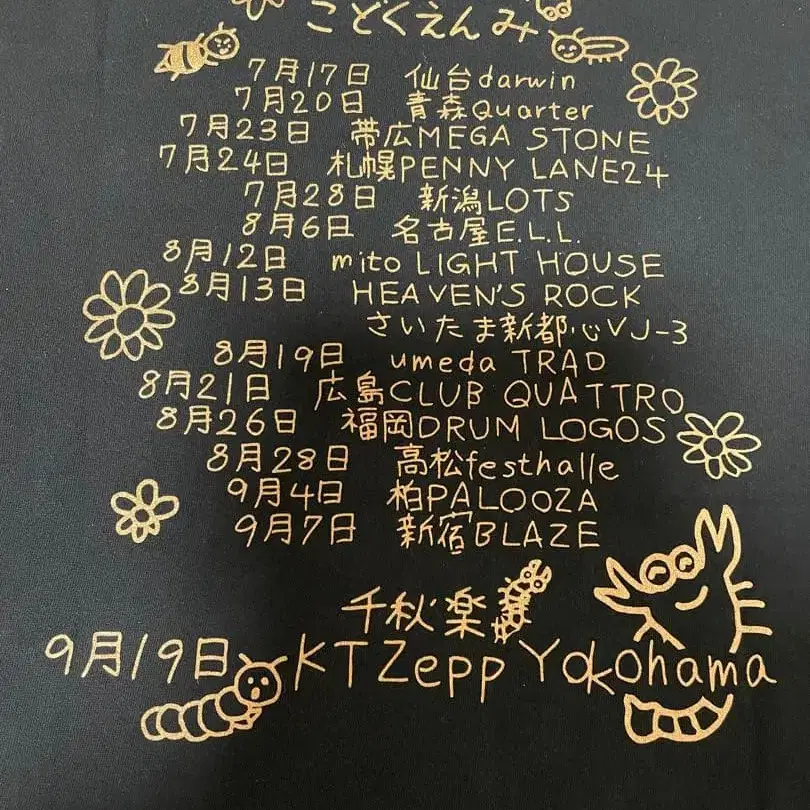 こどくえんみ
7月17日 仙台darwin
7月20日 青森Quarter
7月23日 帯広MEGA STONE
7月24日 札幌PENNY LANE24
7月28日 新潟LOTS
8月6日 名古屋E.L.L.
8月12日 mito LIGHT HOUSE
8月13日 HEAVEN'S ROCK
さいたま新都心VJ-3
8月19日 umeda TRAD
8月21日 広島CLUB QUATTRO
8月26日 福岡DRUM LOGOS
8月28日 高松festhalle
9月4日 柏PALOOZA
9月7日 新宿BLAZE
千秋楽
9月19日 KT Zepp Yokohama